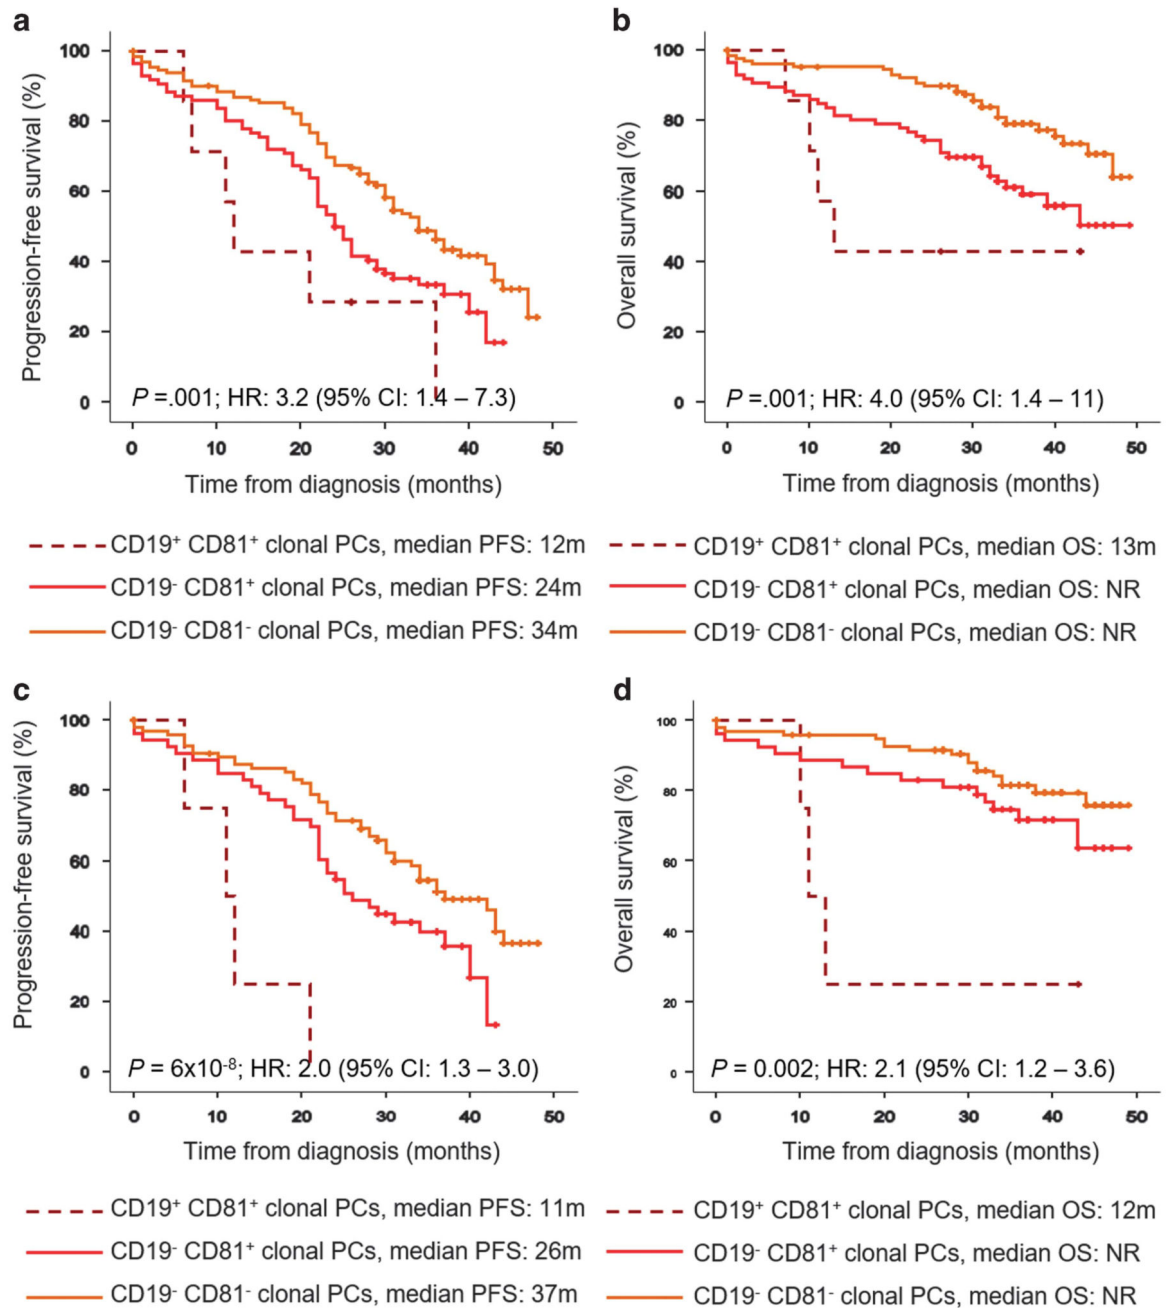 a
Progression-free survival (%)
100
80
60
40
20
0
P =.001; HR: 3.2 (95% CI: 1.4 – 7.3)
0 10 20 30 40 50
Time from diagnosis (months)
CD19⁺ CD81⁺ clonal PCs, median PFS: 12m
CD19⁻ CD81⁺ clonal PCs, median PFS: 24m
CD19⁻ CD81⁻ clonal PCs, median PFS: 34m
b
Overall survival (%)
100
80
60
40
20
0
P =.001; HR: 4.0 (95% CI: 1.4 – 11)
0 10 20 30 40 50
Time from diagnosis (months)
CD19⁺ CD81⁺ clonal PCs, median OS: 13m
CD19⁻ CD81⁺ clonal PCs, median OS: NR
CD19⁻ CD81⁻ clonal PCs, median OS: NR
c
Progression-free survival (%)
100
80
60
40
20
0
P = 6x10⁻⁸; HR: 2.0 (95% CI: 1.3 – 3.0)
0 10 20 30 40 50
Time from diagnosis (months)
CD19⁺ CD81⁺ clonal PCs, median PFS: 11m
CD19⁻ CD81⁺ clonal PCs, median PFS: 26m
CD19⁻ CD81⁻ clonal PCs, median PFS: 37m
d
Overall survival (%)
100
80
60
40
20
0
P = 0.002; HR: 2.1 (95% CI: 1.2 – 3.6)
0 10 20 30 40 50
Time from diagnosis (months)
CD19⁺ CD81⁺ clonal PCs, median OS: 12m
CD19⁻ CD81⁺ clonal PCs, median OS: NR
CD19⁻ CD81⁻ clonal PCs, median OS: NR